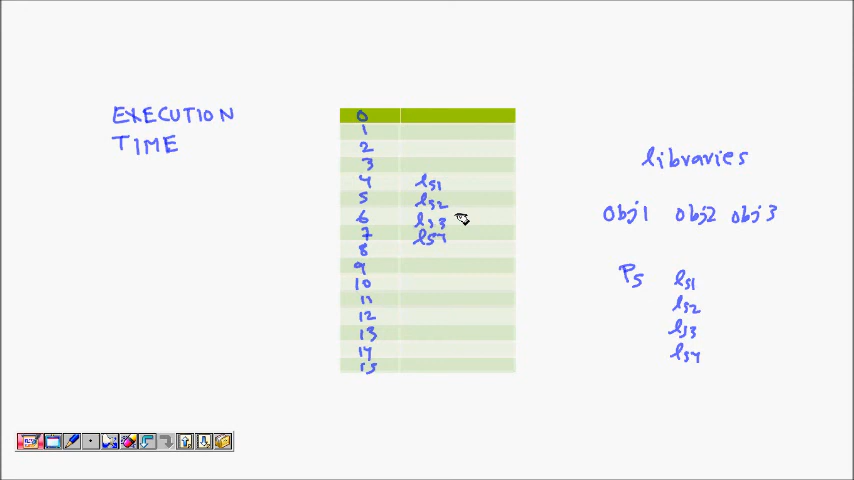 EXECUTION
TIME
0
1
2
3
4 ls1
5 ls2
6 ls3
7 ls4
8
9
10
11
12
13
14
15
libraries
obj1 obj2 obj3
Ps ls1
ls2
ls3
ls4